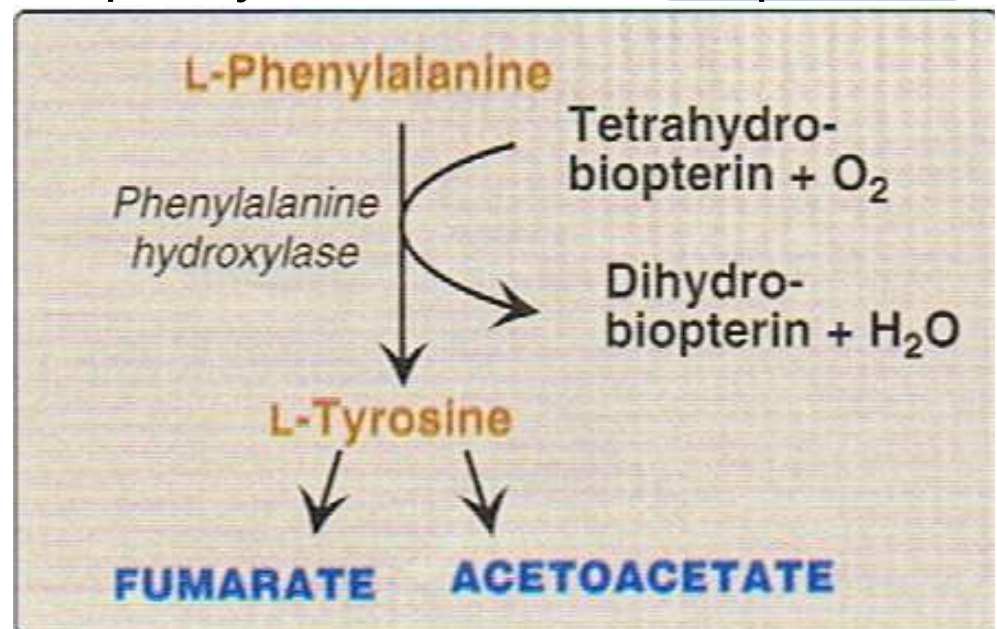 L-Phenylalanine
Tetrahydro-
biopterin + O₂
Phenylalanine
hydroxylase
Dihydro-
biopterin + H₂O
L-Tyrosine
FUMARATE
ACETOACETATE